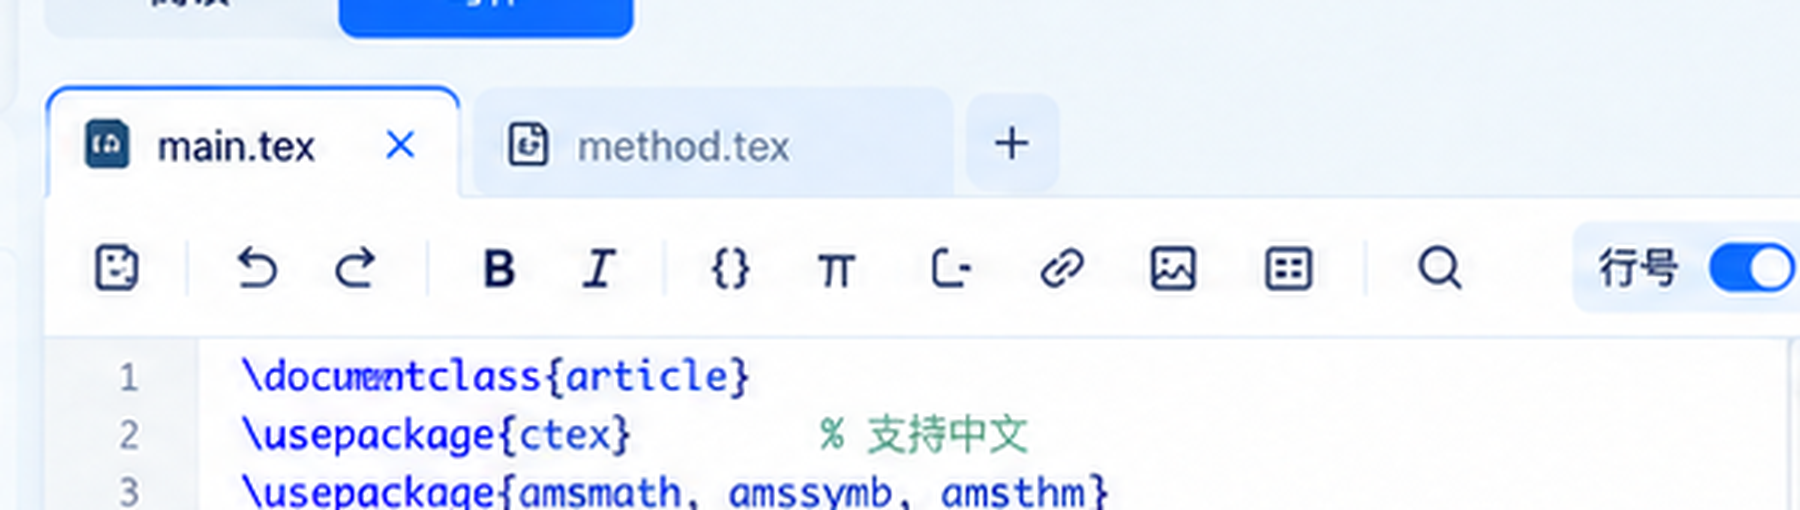 main.tex
method.tex
B I {} π
行号
1 \documentclass{article}
2 \usepackage{ctex} % 支持中文
3 \usepackage{amsmath, amssymb, amsthm}